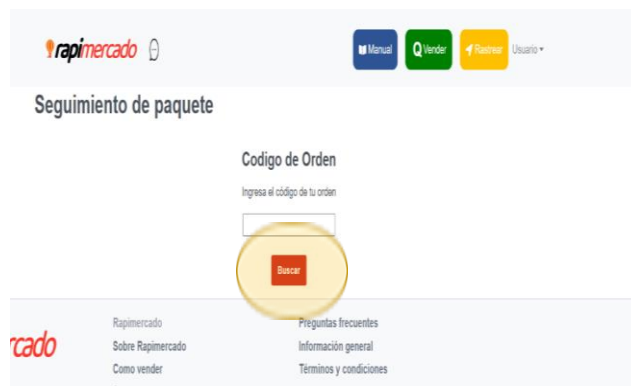 rapimercado
Manual
Vender
Rastrear
Usuario
Seguimiento de paquete
Codigo de Orden
Ingresa el código de tu orden
Buscar
rcado
Rapimercado
Sobre Rapimercado
Como vender
Preguntas frecuentes
Información general
Términos y condiciones